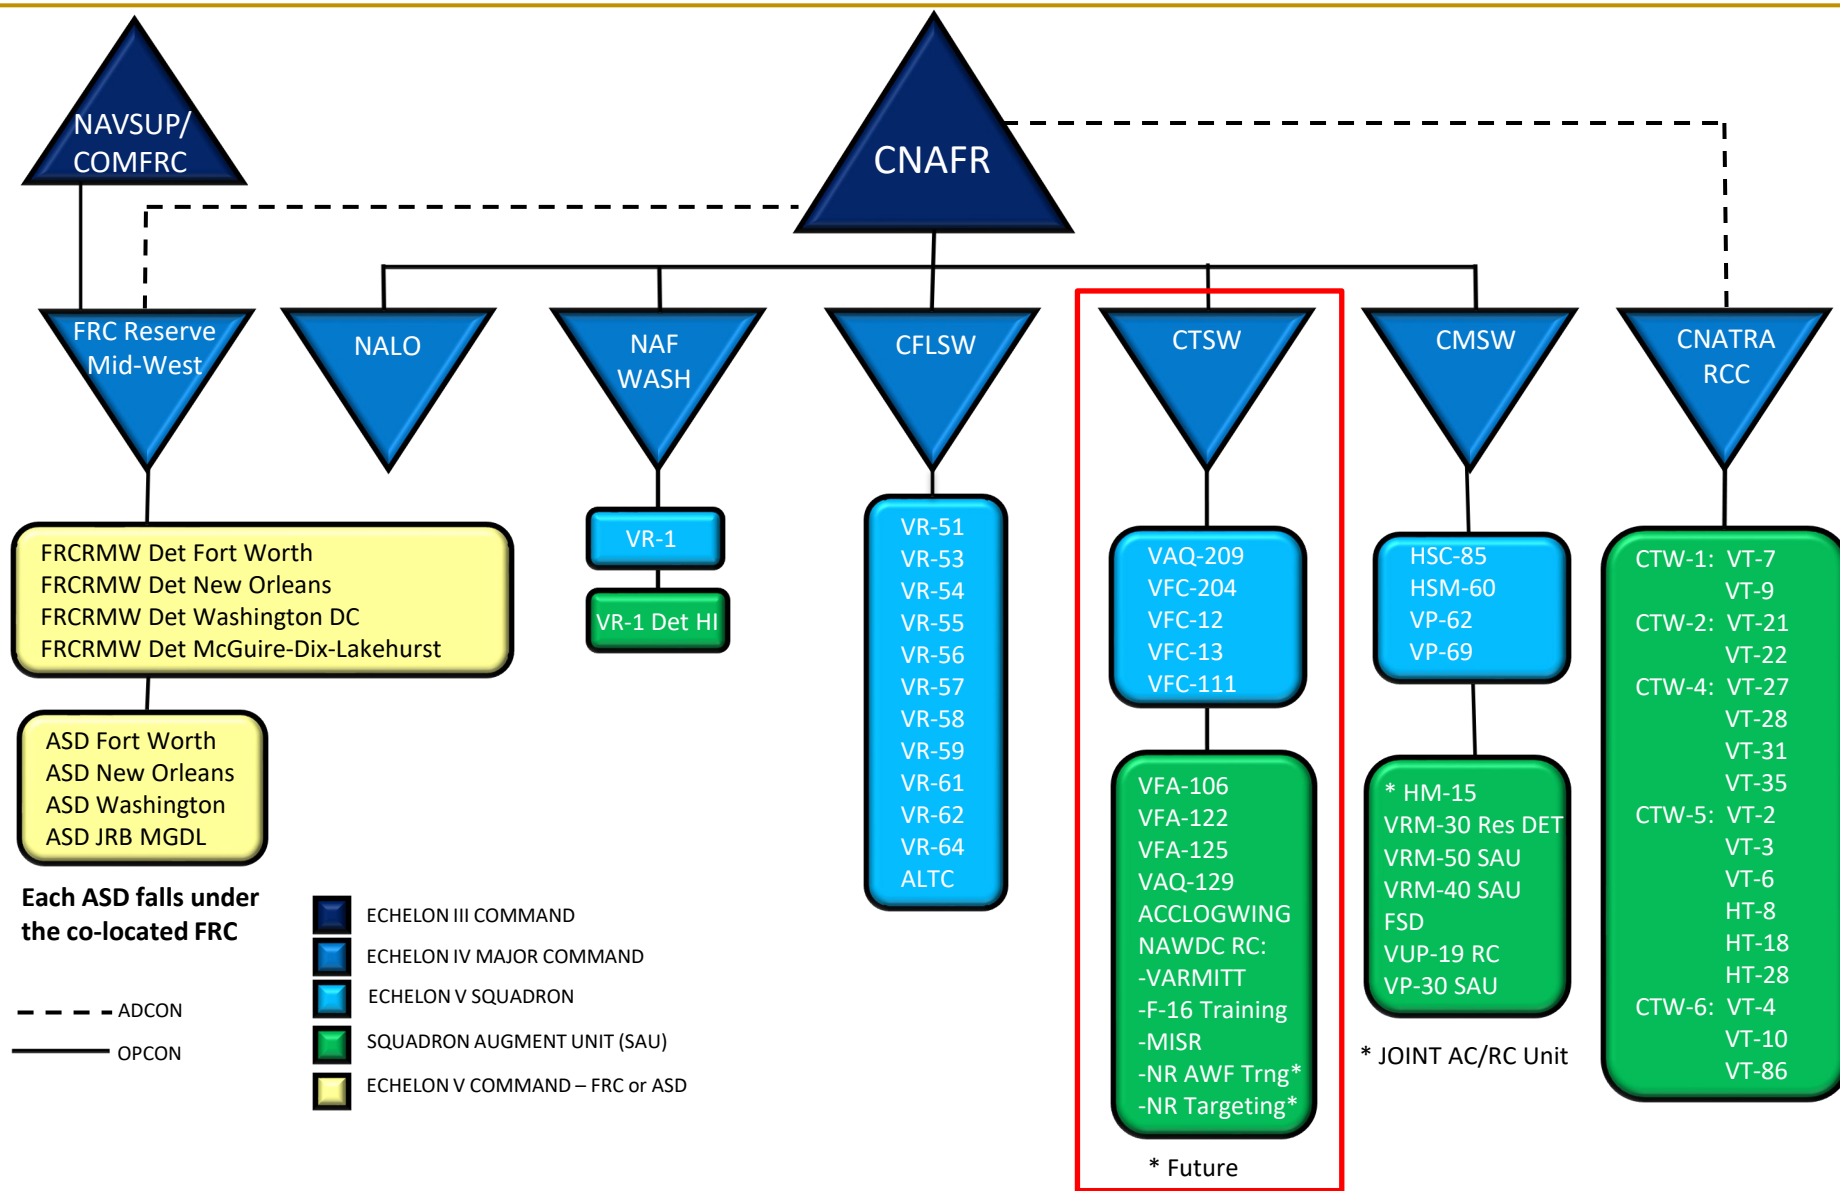 NAVSUP/
COMFRC
CNAFR
FRC Reserve
Mid-West
NALO
NAF
WASH
CFLSW
CTSW
CMSW
CNATRA
RCC
FRCRMW Det Fort Worth
FRCRMW Det New Orleans
FRCRMW Det Washington DC
FRCRMW Det McGuire-Dix-Lakehurst
ASD Fort Worth
ASD New Orleans
ASD Washington
ASD JRB MGDL
Each ASD falls under
the co-located FRC
VR-1
VR-1 Det HI
VR-51
VR-53
VR-54
VR-55
VR-56
VR-57
VR-58
VR-59
VR-61
VR-62
VR-64
ALTC
VAQ-209
VFC-204
VFC-12
VFC-13
VFC-111
VFA-106
VFA-122
VFA-125
VAQ-129
ACCLOGWING
NAWDC RC:
-VARMITT
-F-16 Training
-MISR
-NR AWF Trng*
-NR Targeting*
* Future
HSC-85
HSM-60
VP-62
VP-69
* HM-15
VRM-30 Res DET
VRM-50 SAU
VRM-40 SAU
FSD
VUP-19 RC
VP-30 SAU
* JOINT AC/RC Unit
CTW-1: VT-7
VT-9
CTW-2: VT-21
VT-22
CTW-4: VT-27
VT-28
VT-31
VT-35
CTW-5: VT-2
VT-3
VT-6
HT-8
HT-18
HT-28
CTW-6: VT-4
VT-10
VT-86
ADCON
OPCON
ECHELON III COMMAND
ECHELON IV MAJOR COMMAND
ECHELON V SQUADRON
SQUADRON AUGMENT UNIT (SAU)
ECHELON V COMMAND – FRC or ASD